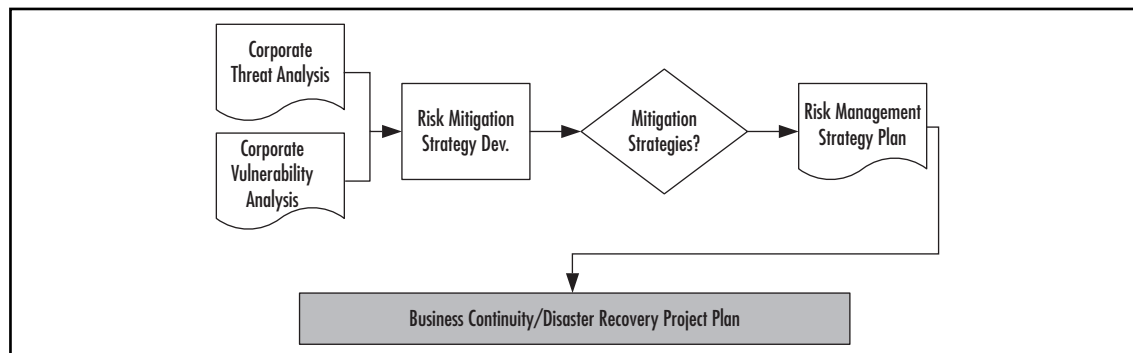 Corporate
Threat Analysis
Corporate
Vulnerability
Analysis
Risk Mitigation
Strategy Dev.
Mitigation
Strategies?
Risk Management
Strategy Plan
Business Continuity/Disaster Recovery Project Plan